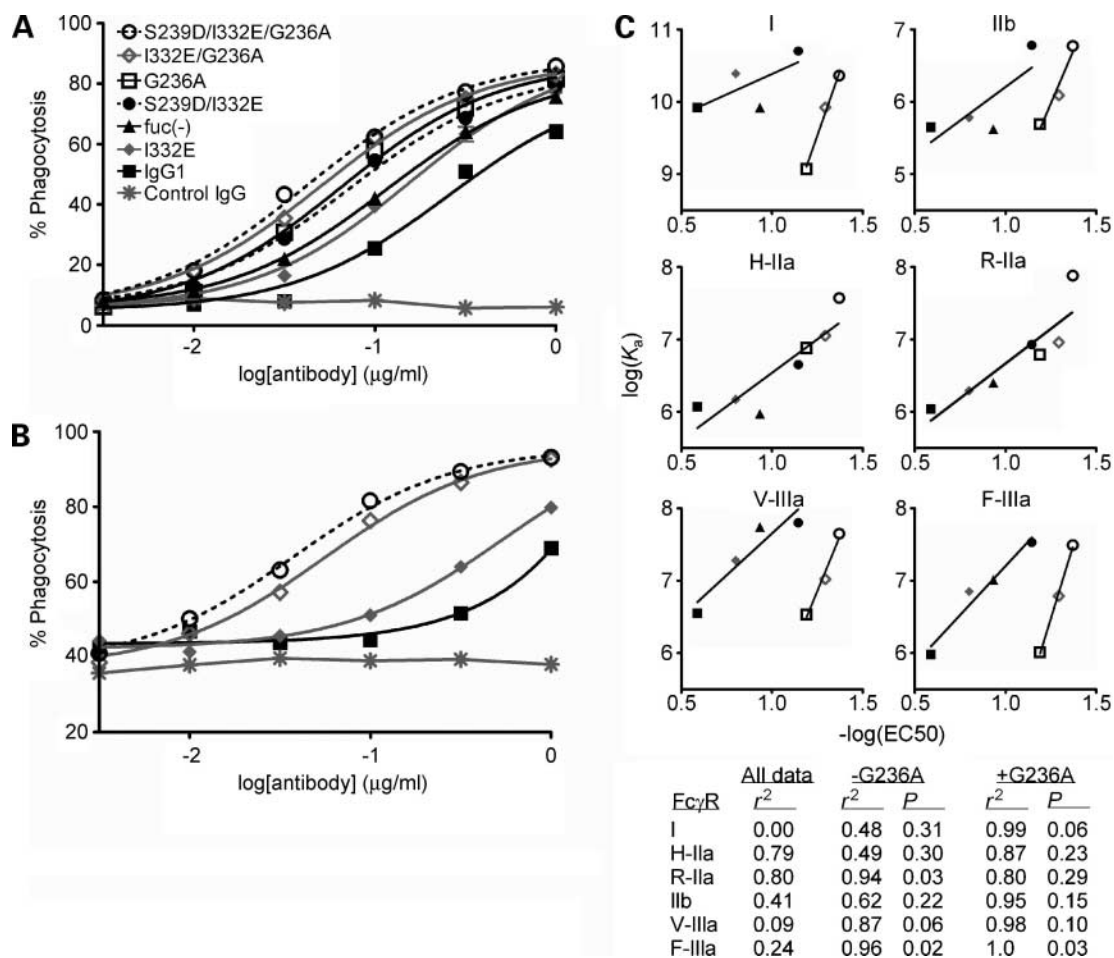 A
100
80
60
40
20
0
% Phagocytosis
S239D/I332E/G236A
I332E/G236A
G236A
S239D/I332E
fuc(-)
I332E
IgG1
Control IgG
-2
-1
0
log[antibody] (μg/ml)
B
100
80
60
40
20
% Phagocytosis
-2
-1
0
log[antibody] (μg/ml)
C
I
11
10
9
0.5
1.0
1.5
IIb
7
6
5
0.5
1.0
1.5
H-IIa
8
7
6
0.5
1.0
1.5
R-IIa
8
7
6
0.5
1.0
1.5
log(Ka)
V-IIIa
8
7
6
0.5
1.0
1.5
F-IIIa
8
7
6
0.5
1.0
1.5
-log(EC50)
All data -G236A +G236A
FcγR r² r² P r² P
I 0.00 0.48 0.31 0.99 0.06
H-IIa 0.79 0.49 0.30 0.87 0.23
R-IIa 0.80 0.94 0.03 0.80 0.29
IIb 0.41 0.62 0.22 0.95 0.15
V-IIIa 0.09 0.87 0.06 0.98 0.10
F-IIIa 0.24 0.96 0.02 1.0 0.03